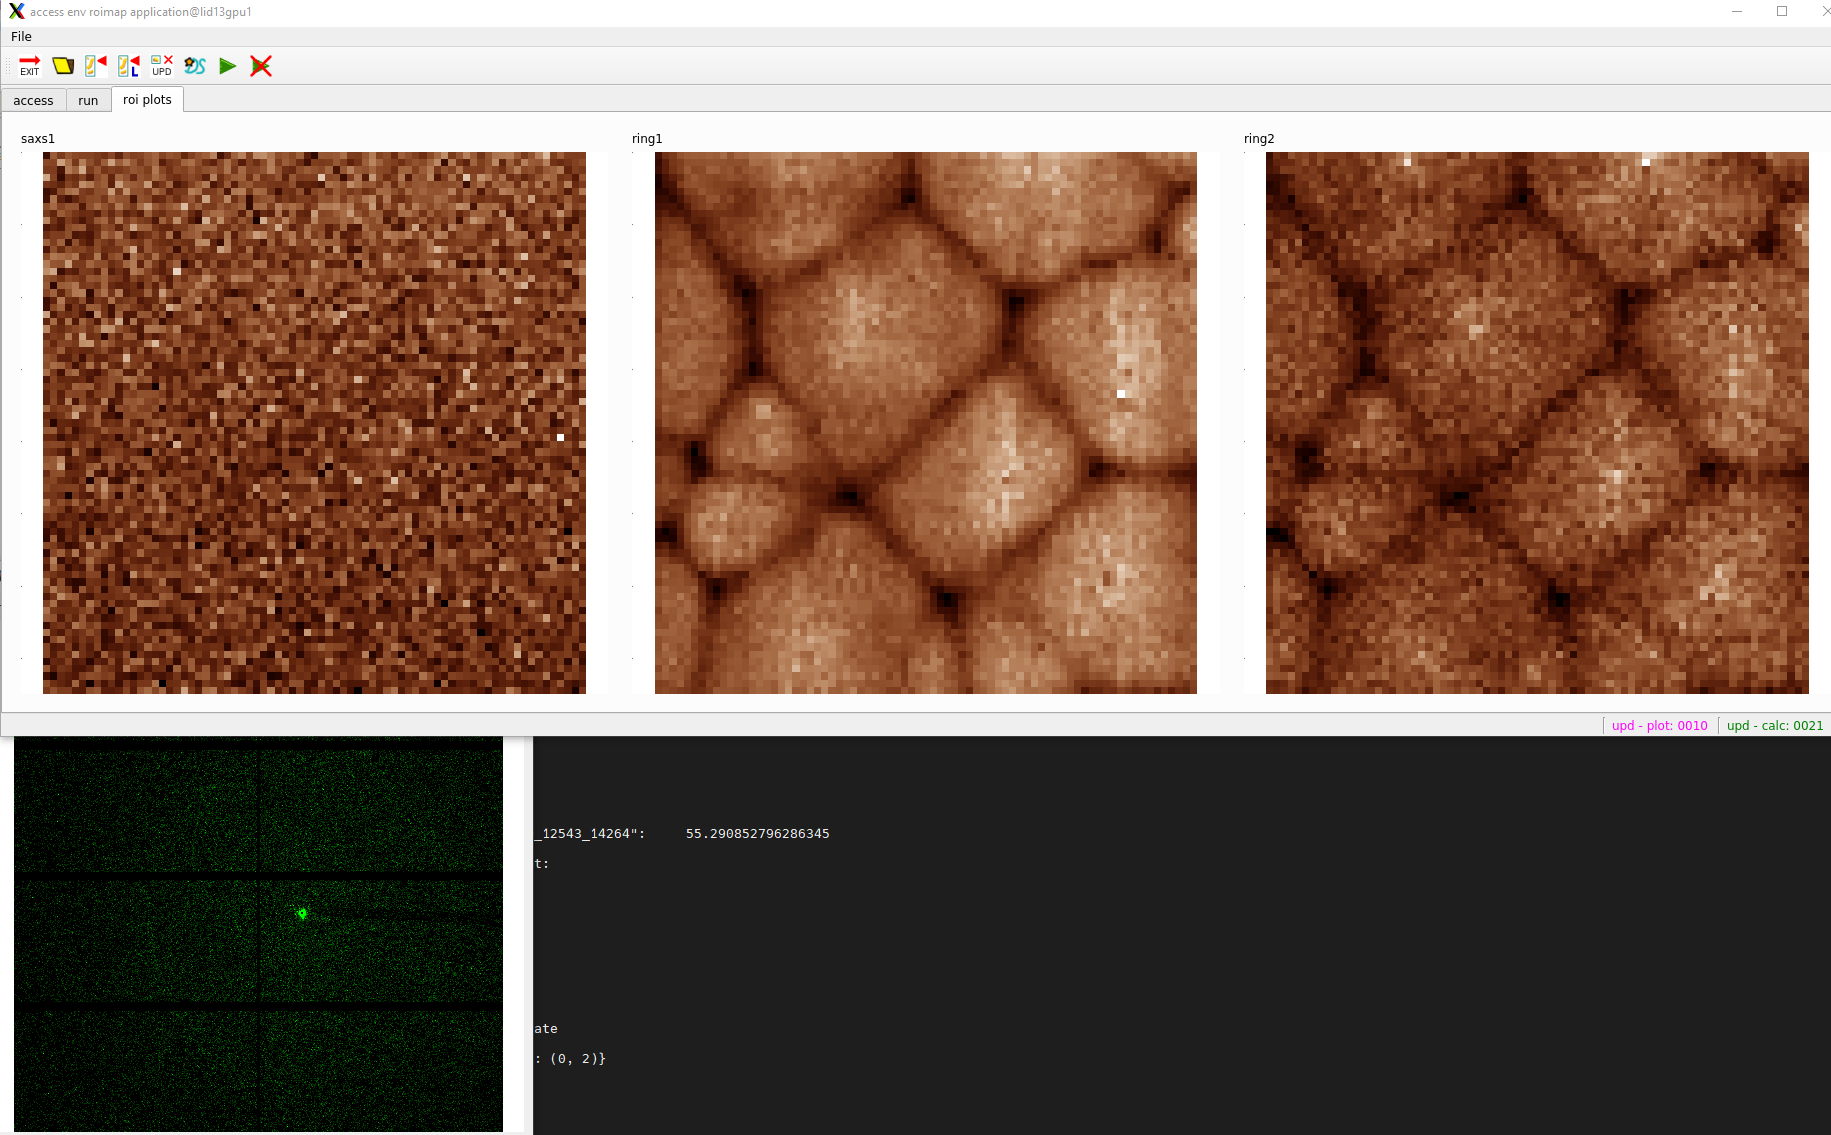 access env roimap application@lid13gpu1
File
EXIT
L
UPD
DS
access run roi plots
saxs1 ring1 ring2
upd - plot: 0010 upd - calc: 0021
_12543_14264": 55.290852796286345
t:
ate
: (0, 2)}